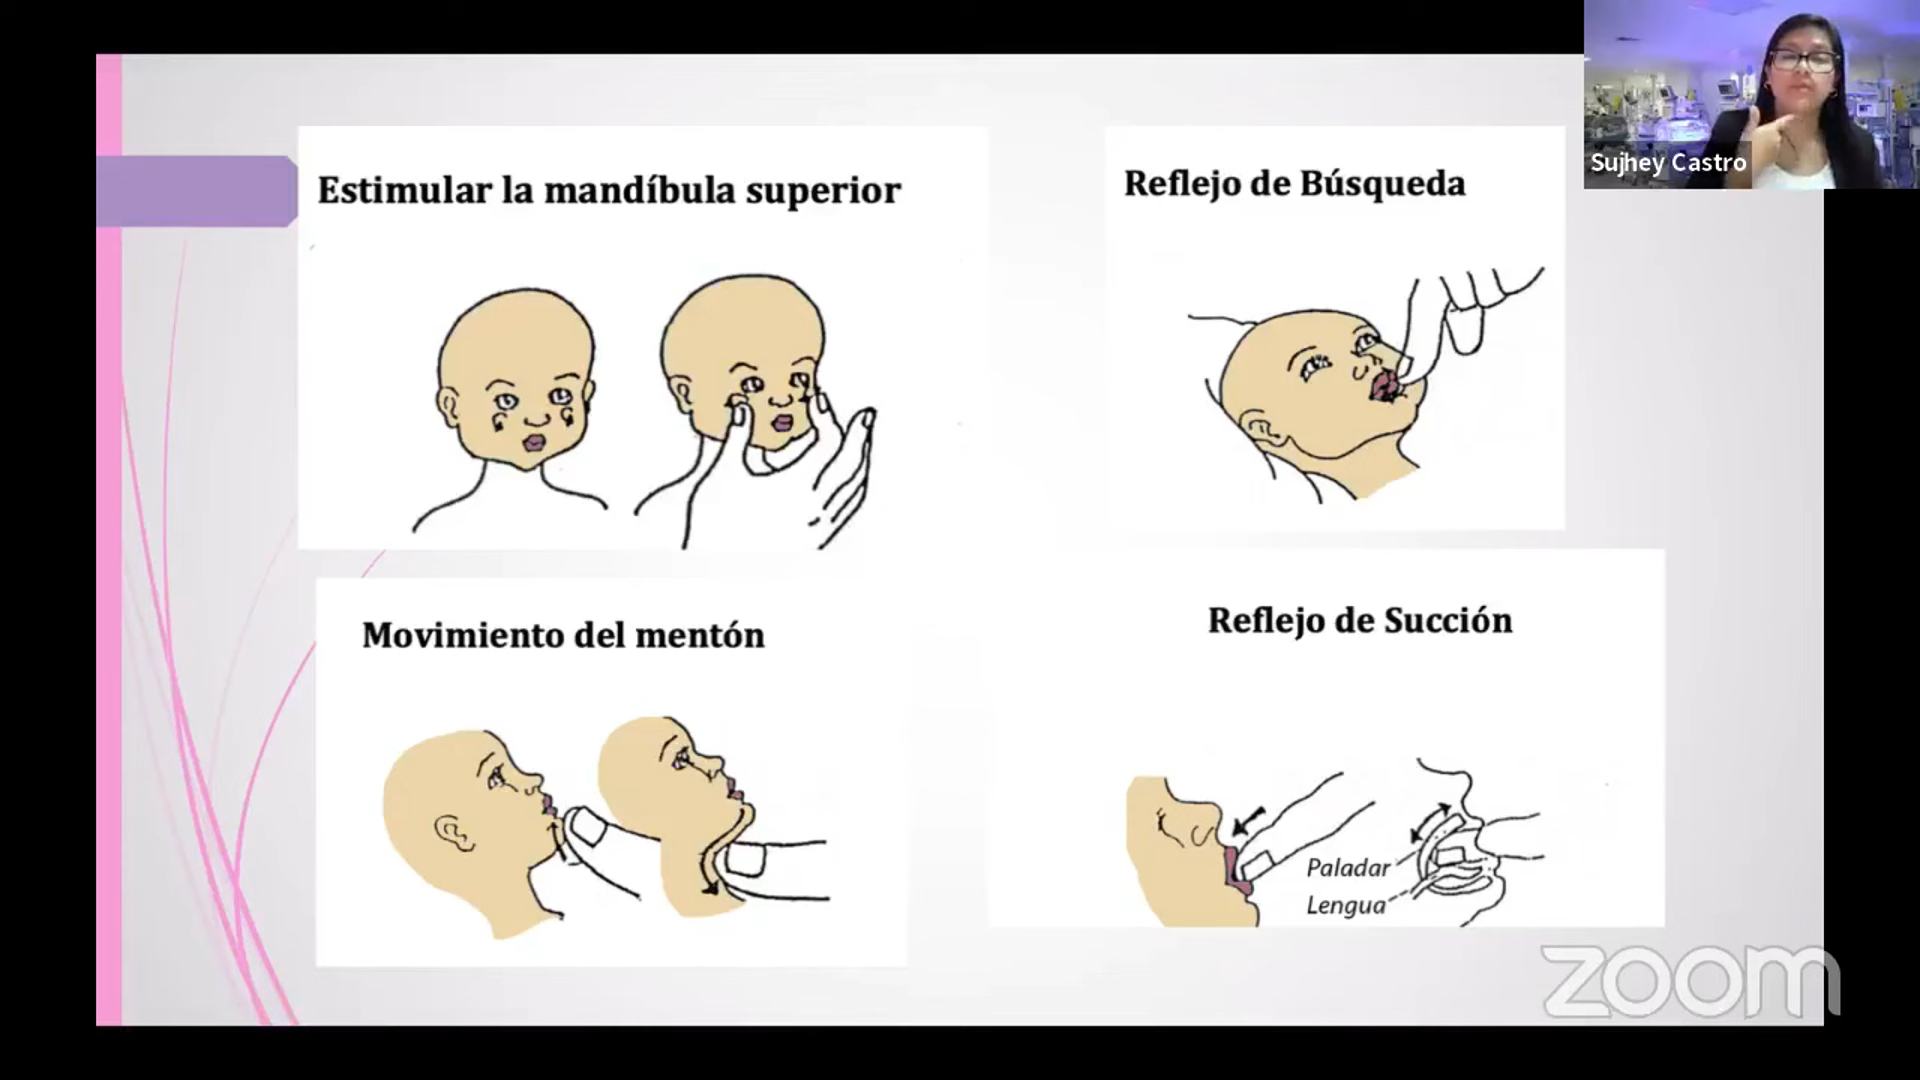 Estimular la mandíbula superior
Reflejo de Búsqueda
Sujhey Castro
Movimiento del mentón
Reflejo de Succión
Paladar
Lengua
zoom